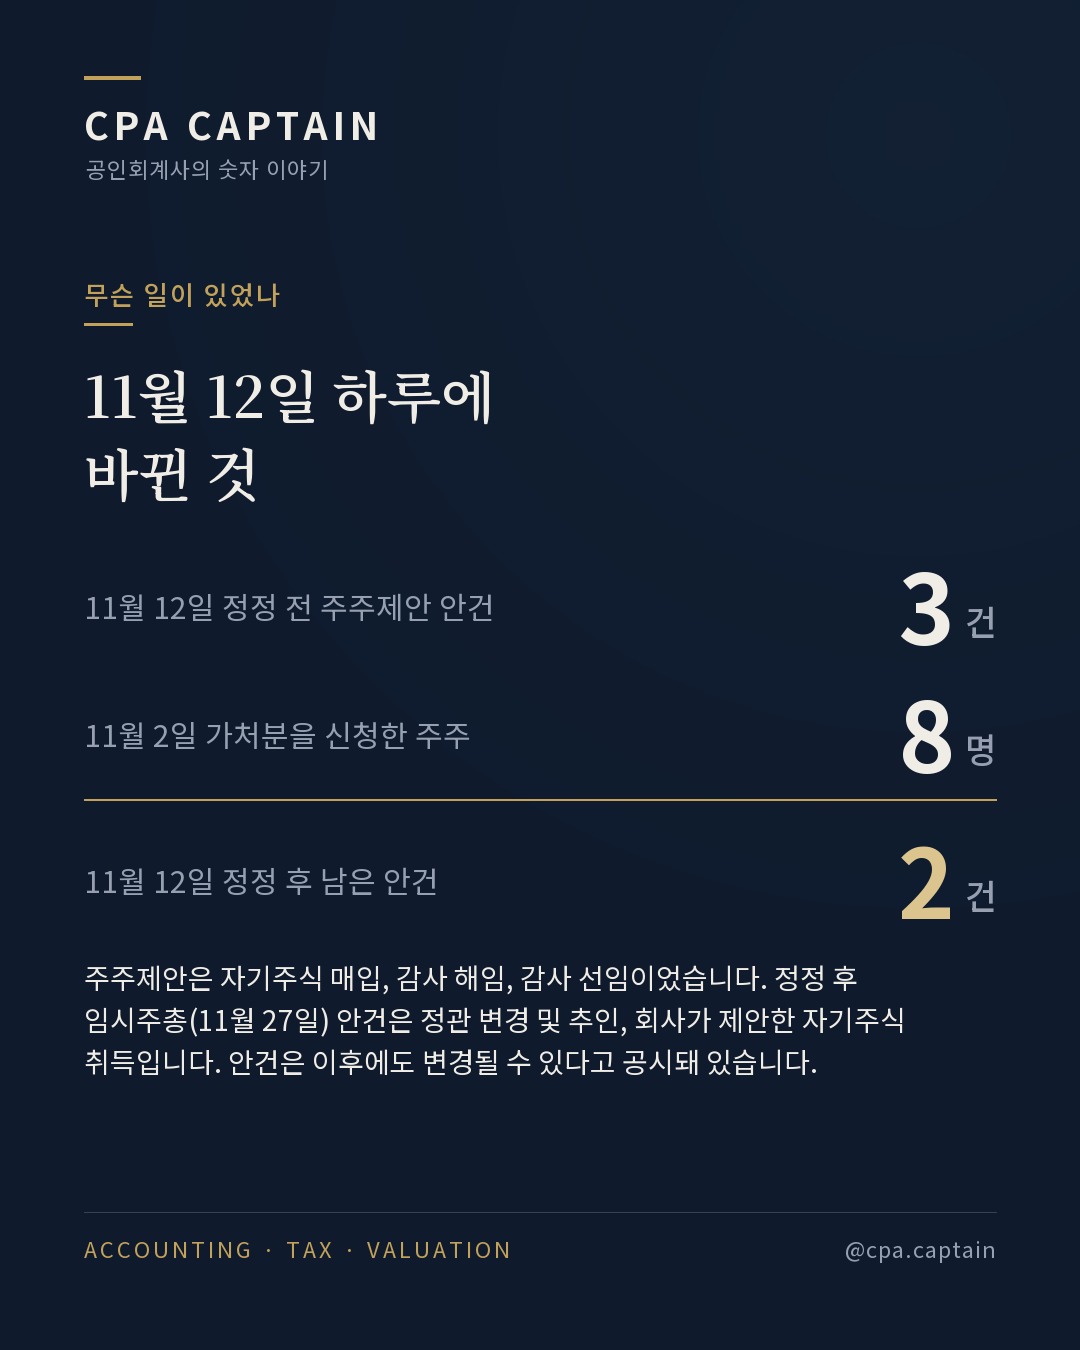 CPA CAPTAIN
공인회계사의 숫자 이야기
무슨 일이 있었나
11월 12일 하루에
바뀐 것
11월 12일 정정 전 주주제안 안건 3 건
11월 2일 가처분을 신청한 주주 8 명
11월 12일 정정 후 남은 안건 2 건
주주제안은 자기주식 매입, 감사 해임, 감사 선임이었습니다. 정정 후
임시주총(11월 27일) 안건은 정관 변경 및 추인, 회사가 제안한 자기주식
취득입니다. 안건은 이후에도 변경될 수 있다고 공시돼 있습니다.
ACCOUNTING · TAX · VALUATION @cpa.captain